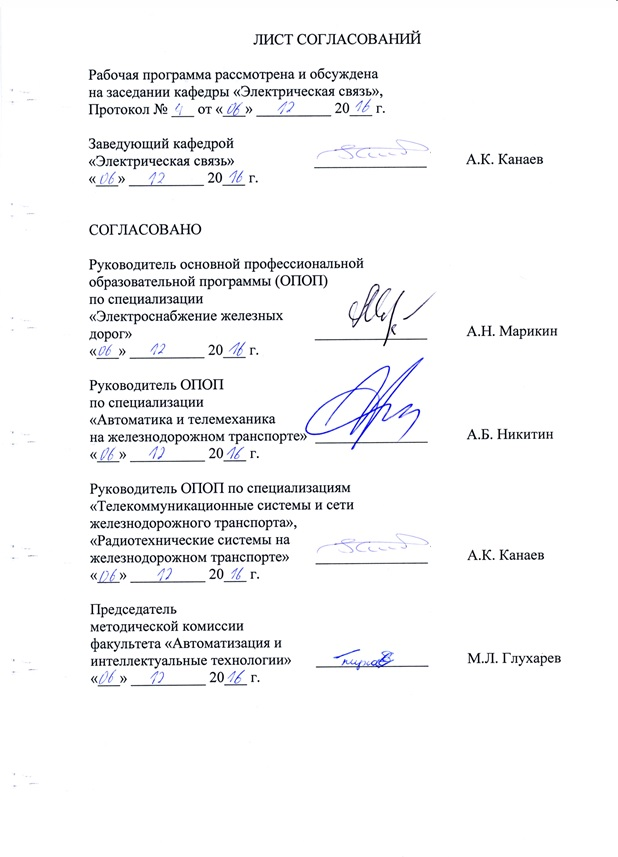 ЛИСТ СОГЛАСОВАНИЙ
Рабочая программа рассмотрена и обсуждена
на заседании кафедры «Электрическая связь»,
Протокол № 4 от «06» 12 2016 г.
Заведующий кафедрой
«Электрическая связь» А.К. Канаев
«06» 12 2016 г.
СОГЛАСОВАНО
Руководитель основной профессиональной
образовательной программы (ОПОП)
по специализации
«Электроснабжение железных
дорог» А.Н. Марикин
«06» 12 2016 г.
Руководитель ОПОП
по специализации
«Автоматика и телемеханика
на железнодорожном транспорте» А.Б. Никитин
«06» 12 2016 г.
Руководитель ОПОП по специализациям
«Телекоммуникационные системы и сети
железнодорожного транспорта»,
«Радиотехнические системы на
железнодорожном транспорте» А.К. Канаев
«06» 12 2016 г.
Председатель
методической комиссии
факультета «Автоматизация и
интеллектуальные технологии» М.Л. Глухарев
«06» 12 2016 г.